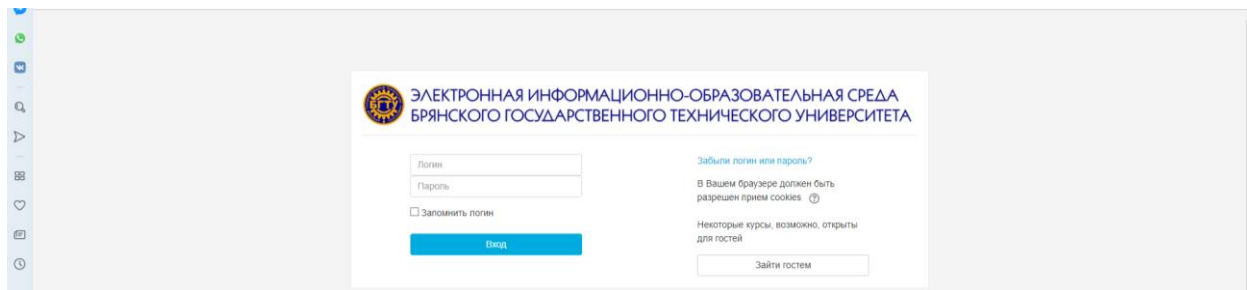 ЭЛЕКТРОННАЯ ИНФОРМАЦИОННО-ОБРАЗОВАТЕЛЬНАЯ СРЕДА
БРЯНСКОГО ГОСУДАРСТВЕННОГО ТЕХНИЧЕСКОГО УНИВЕРСИТЕТА
БГТУ
Логин
Пароль
Запомнить логин
Вход
Забыли логин или пароль?
В Вашем браузере должен быть
разрешен прием cookies
Некоторые курсы, возможно, открыты
для гостей
Зайти гостем